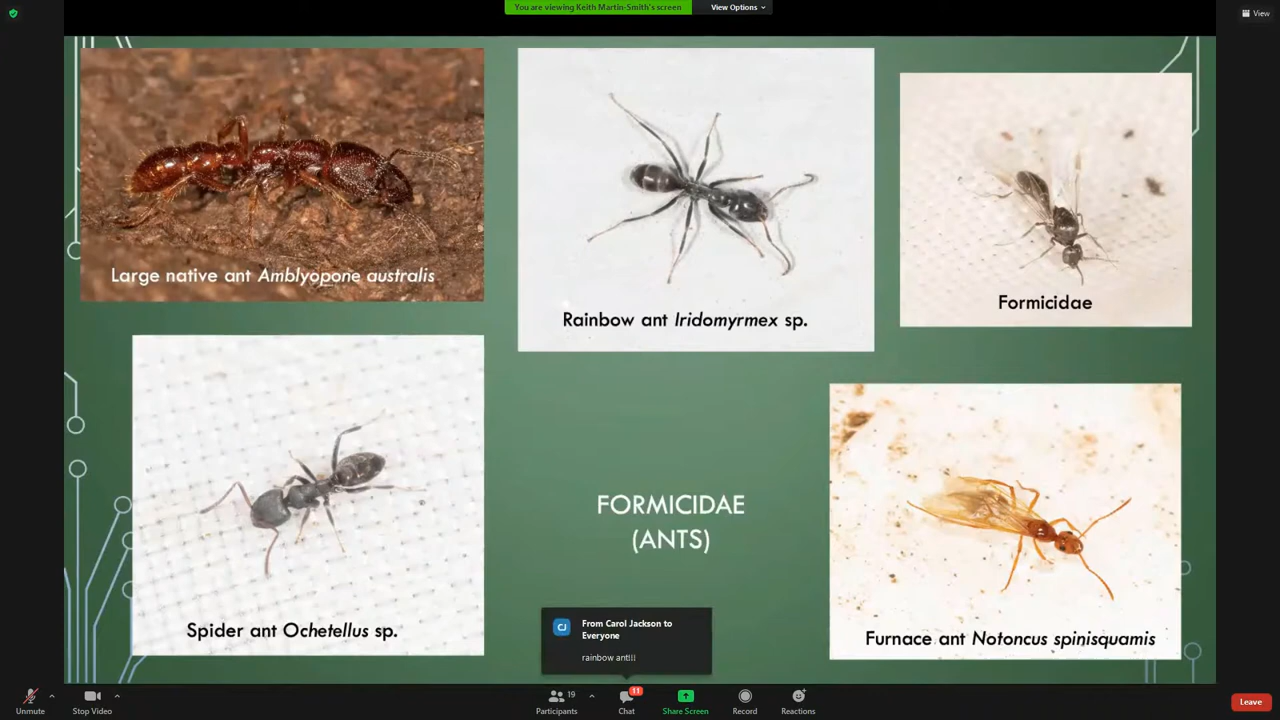 You are viewing Keith Martin-Smith's screen
View Options
View
Large native ant Amblyopone australis
Rainbow ant Iridomyrmex sp.
Formicidae
Spider ant Ochetellus sp.
FORMICIDAE
(ANTS)
Furnace ant Notoncus spinisquamis
CJ
From Carol Jackson to
Everyone
rainbow ant!!!
Unmute
Stop Video
19
Participants
11
Chat
Share Screen
Record
Reactions
Leave